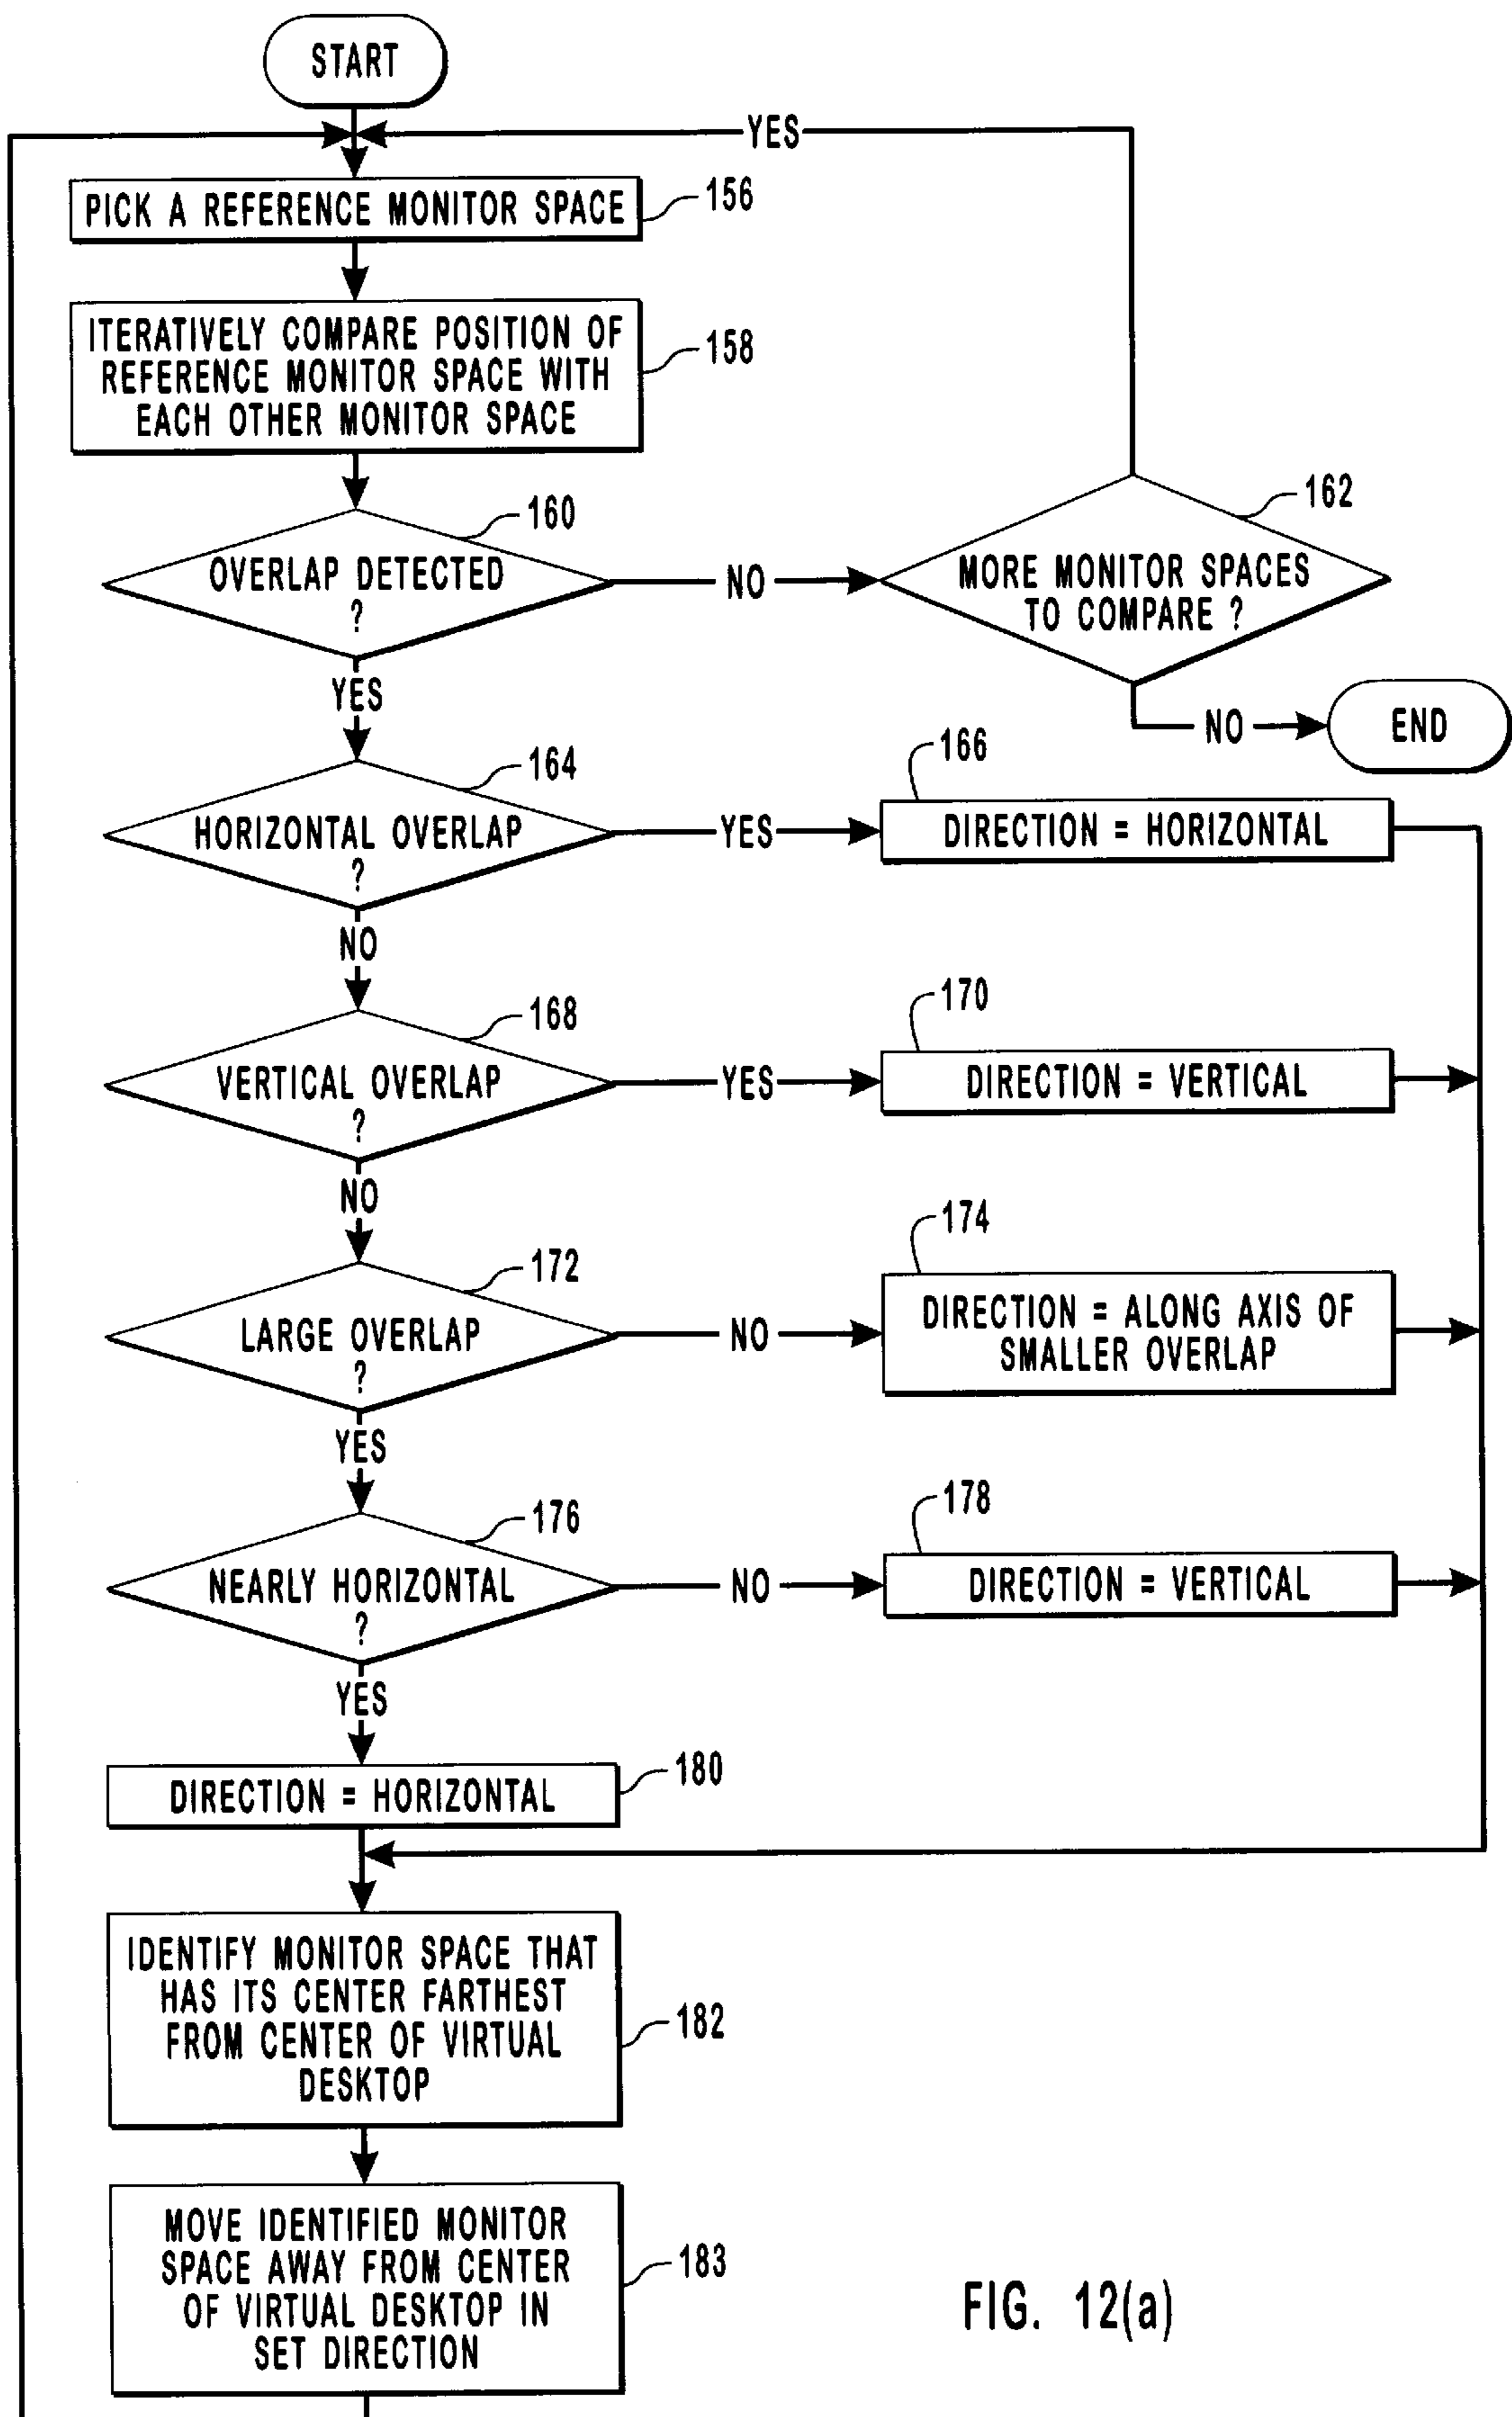 START
YES
PICK A REFERENCE MONITOR SPACE
156
ITERATIVELY COMPARE POSITION OF
REFERENCE MONITOR SPACE WITH
EACH OTHER MONITOR SPACE
158
160
OVERLAP DETECTED
?
NO
162
MORE MONITOR SPACES
TO COMPARE ?
YES
NO
END
164
HORIZONTAL OVERLAP
?
YES
166
DIRECTION = HORIZONTAL
NO
168
VERTICAL OVERLAP
?
YES
170
DIRECTION = VERTICAL
NO
172
LARGE OVERLAP
?
NO
174
DIRECTION = ALONG AXIS OF
SMALLER OVERLAP
YES
176
NEARLY HORIZONTAL
?
NO
178
DIRECTION = VERTICAL
YES
DIRECTION = HORIZONTAL
180
IDENTIFY MONITOR SPACE THAT
HAS ITS CENTER FARTHEST
FROM CENTER OF VIRTUAL
DESKTOP
182
MOVE IDENTIFIED MONITOR
SPACE AWAY FROM CENTER
OF VIRTUAL DESKTOP IN
SET DIRECTION
183
FIG. 12(a)